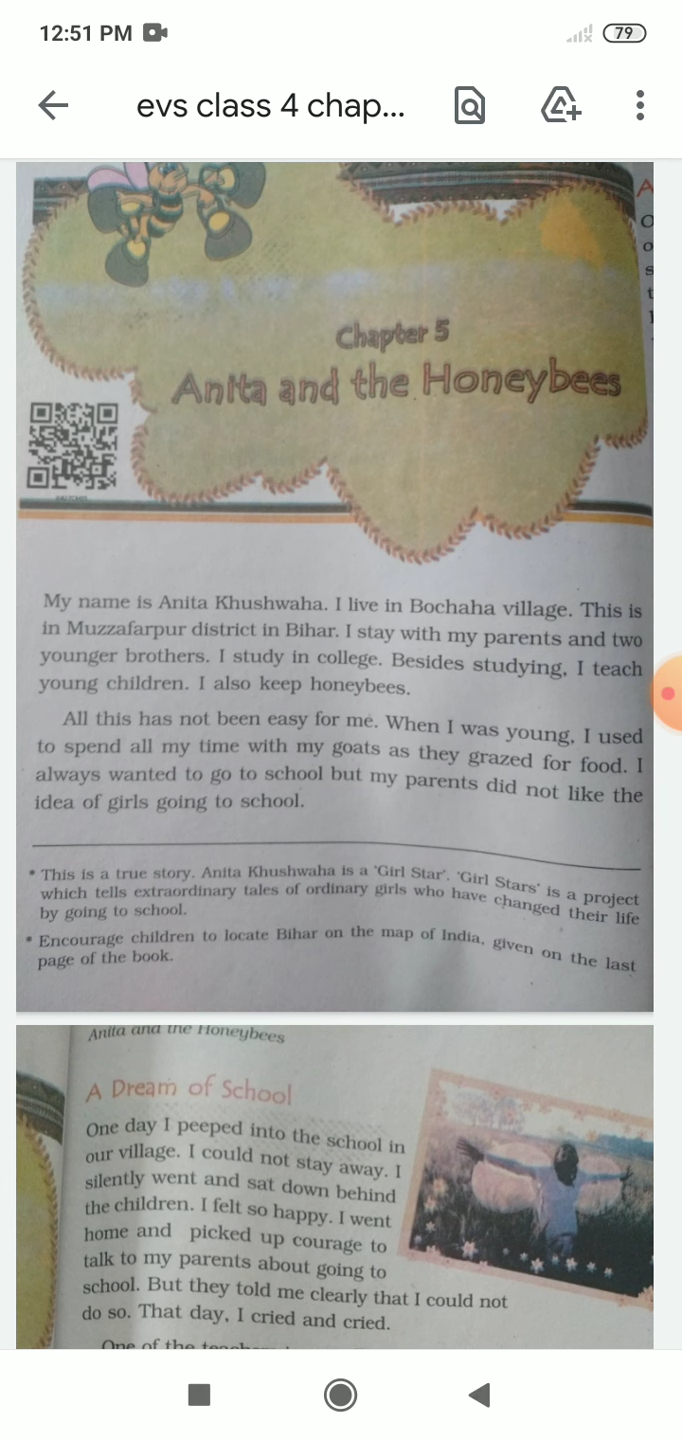 12:51 PM
79
evs class 4 chap...
Chapter 5
Anita and the Honeybees
My name is Anita Khushwaha. I live in Bochaha village. This is
in Muzzafarpur district in Bihar. I stay with my parents and two
younger brothers. I study in college. Besides studying, I teach
young children. I also keep honeybees.
All this has not been easy for me. When I was young, I used
to spend all my time with my goats as they grazed for food. I
always wanted to go to school but my parents did not like the
idea of girls going to school.
* This is a true story. Anita Khushwaha is a 'Girl Star'. 'Girl Stars' is a project
which tells extraordinary tales of ordinary girls who have changed their life
by going to school.
* Encourage children to locate Bihar on the map of India, given on the last
page of the book.
Anita and the Honeybees
A Dream of School
One day I peeped into the school in
our village. I could not stay away. I
silently went and sat down behind
the children. I felt so happy. I went
home and picked up courage to
talk to my parents about going to
school. But they told me clearly that I could not
do so. That day, I cried and cried.
One of the